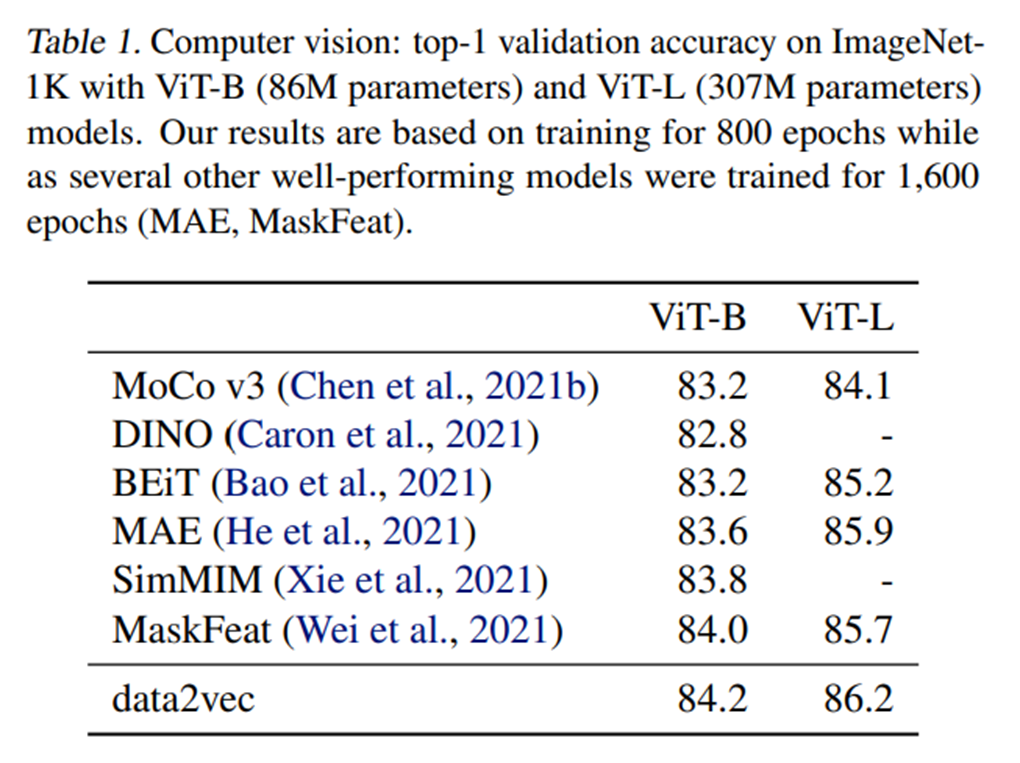 Table 1. Computer vision: top-1 validation accuracy on ImageNet-
1K with ViT-B (86M parameters) and ViT-L (307M parameters)
models. Our results are based on training for 800 epochs while
as several other well-performing models were trained for 1,600
epochs (MAE, MaskFeat).
ViT-B ViT-L
MoCo v3 (Chen et al., 2021b) 83.2 84.1
DINO (Caron et al., 2021) 82.8 -
BEiT (Bao et al., 2021) 83.2 85.2
MAE (He et al., 2021) 83.6 85.9
SimMIM (Xie et al., 2021) 83.8 -
MaskFeat (Wei et al., 2021) 84.0 85.7
data2vec 84.2 86.2